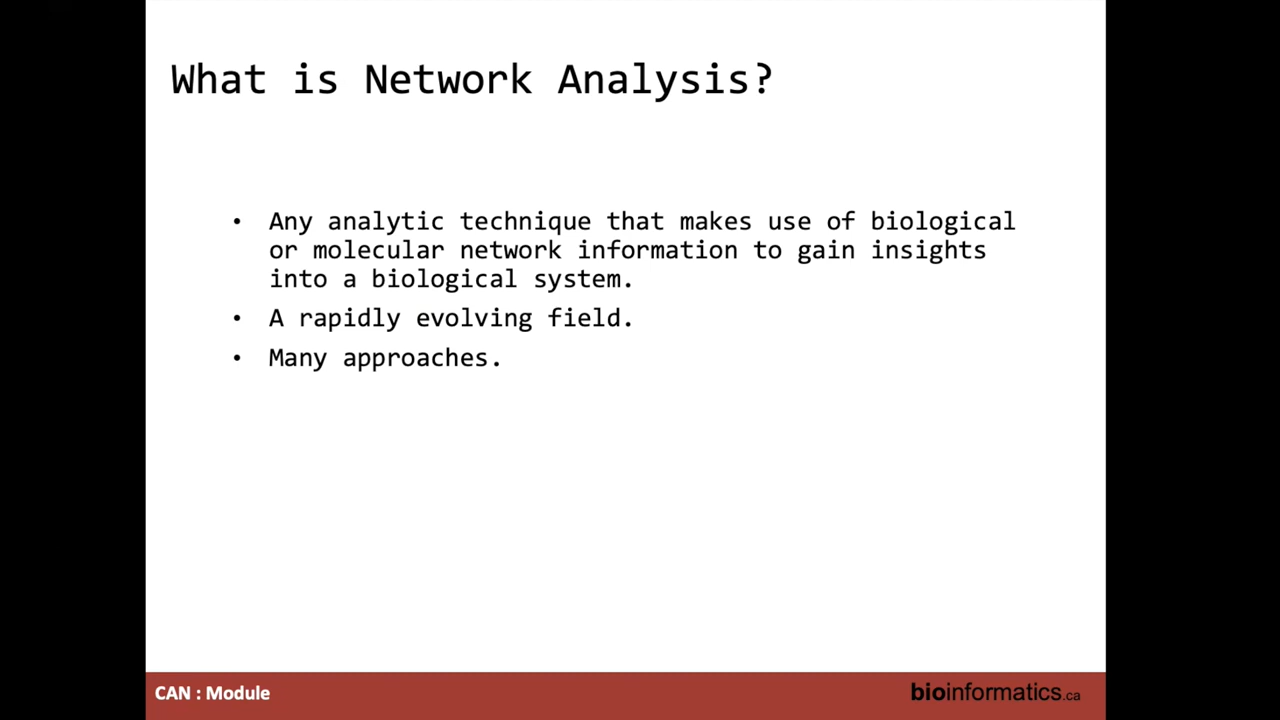 What is Network Analysis?
• Any analytic technique that makes use of biological
or molecular network information to gain insights
into a biological system.
• A rapidly evolving field.
• Many approaches.
CAN : Module
bioinformatics.ca